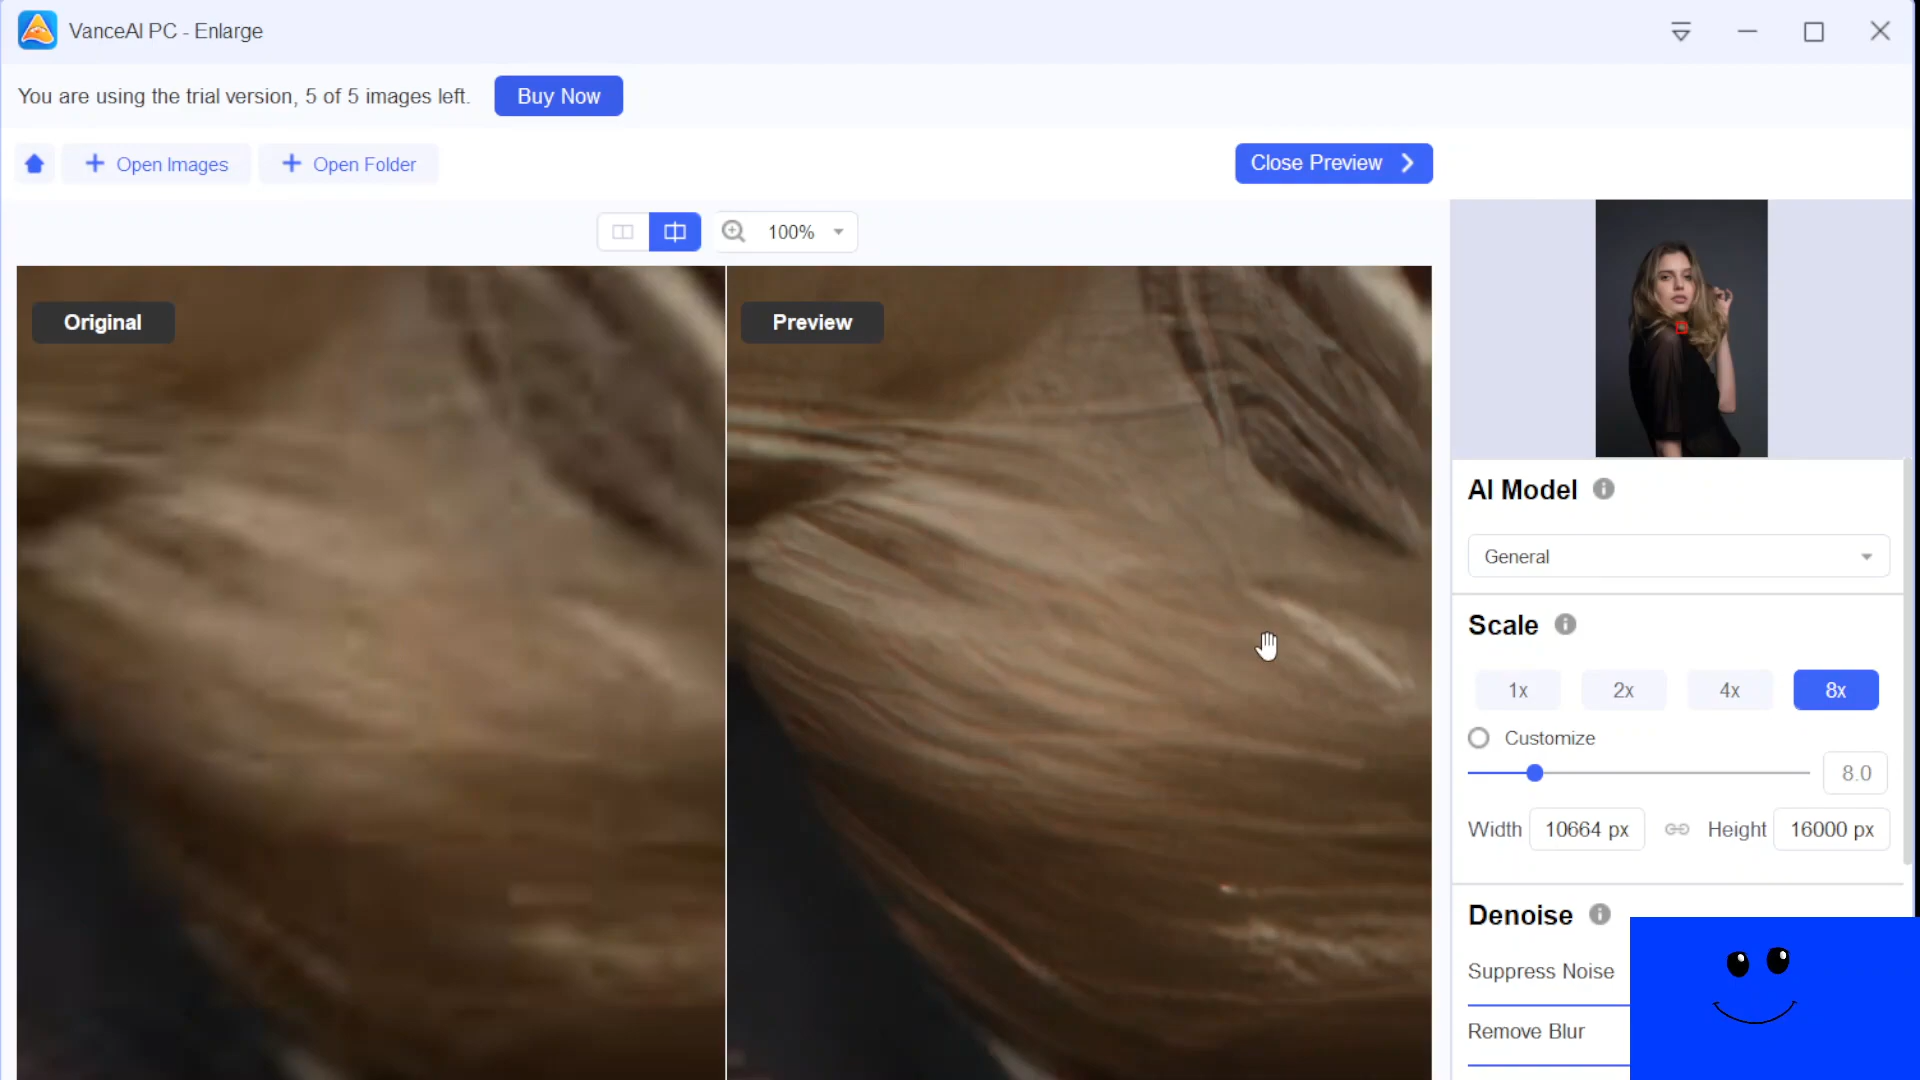 VanceAI PC - Enlarge
You are using the trial version, 5 of 5 images left.
Buy Now
Open Images
Open Folder
Close Preview
100%
Original
Preview
AI Model
General
Scale
1x
2x
4x
8x
Customize
8.0
Width 10664 px Height 16000 px
Denoise
Suppress Noise
Remove Blur